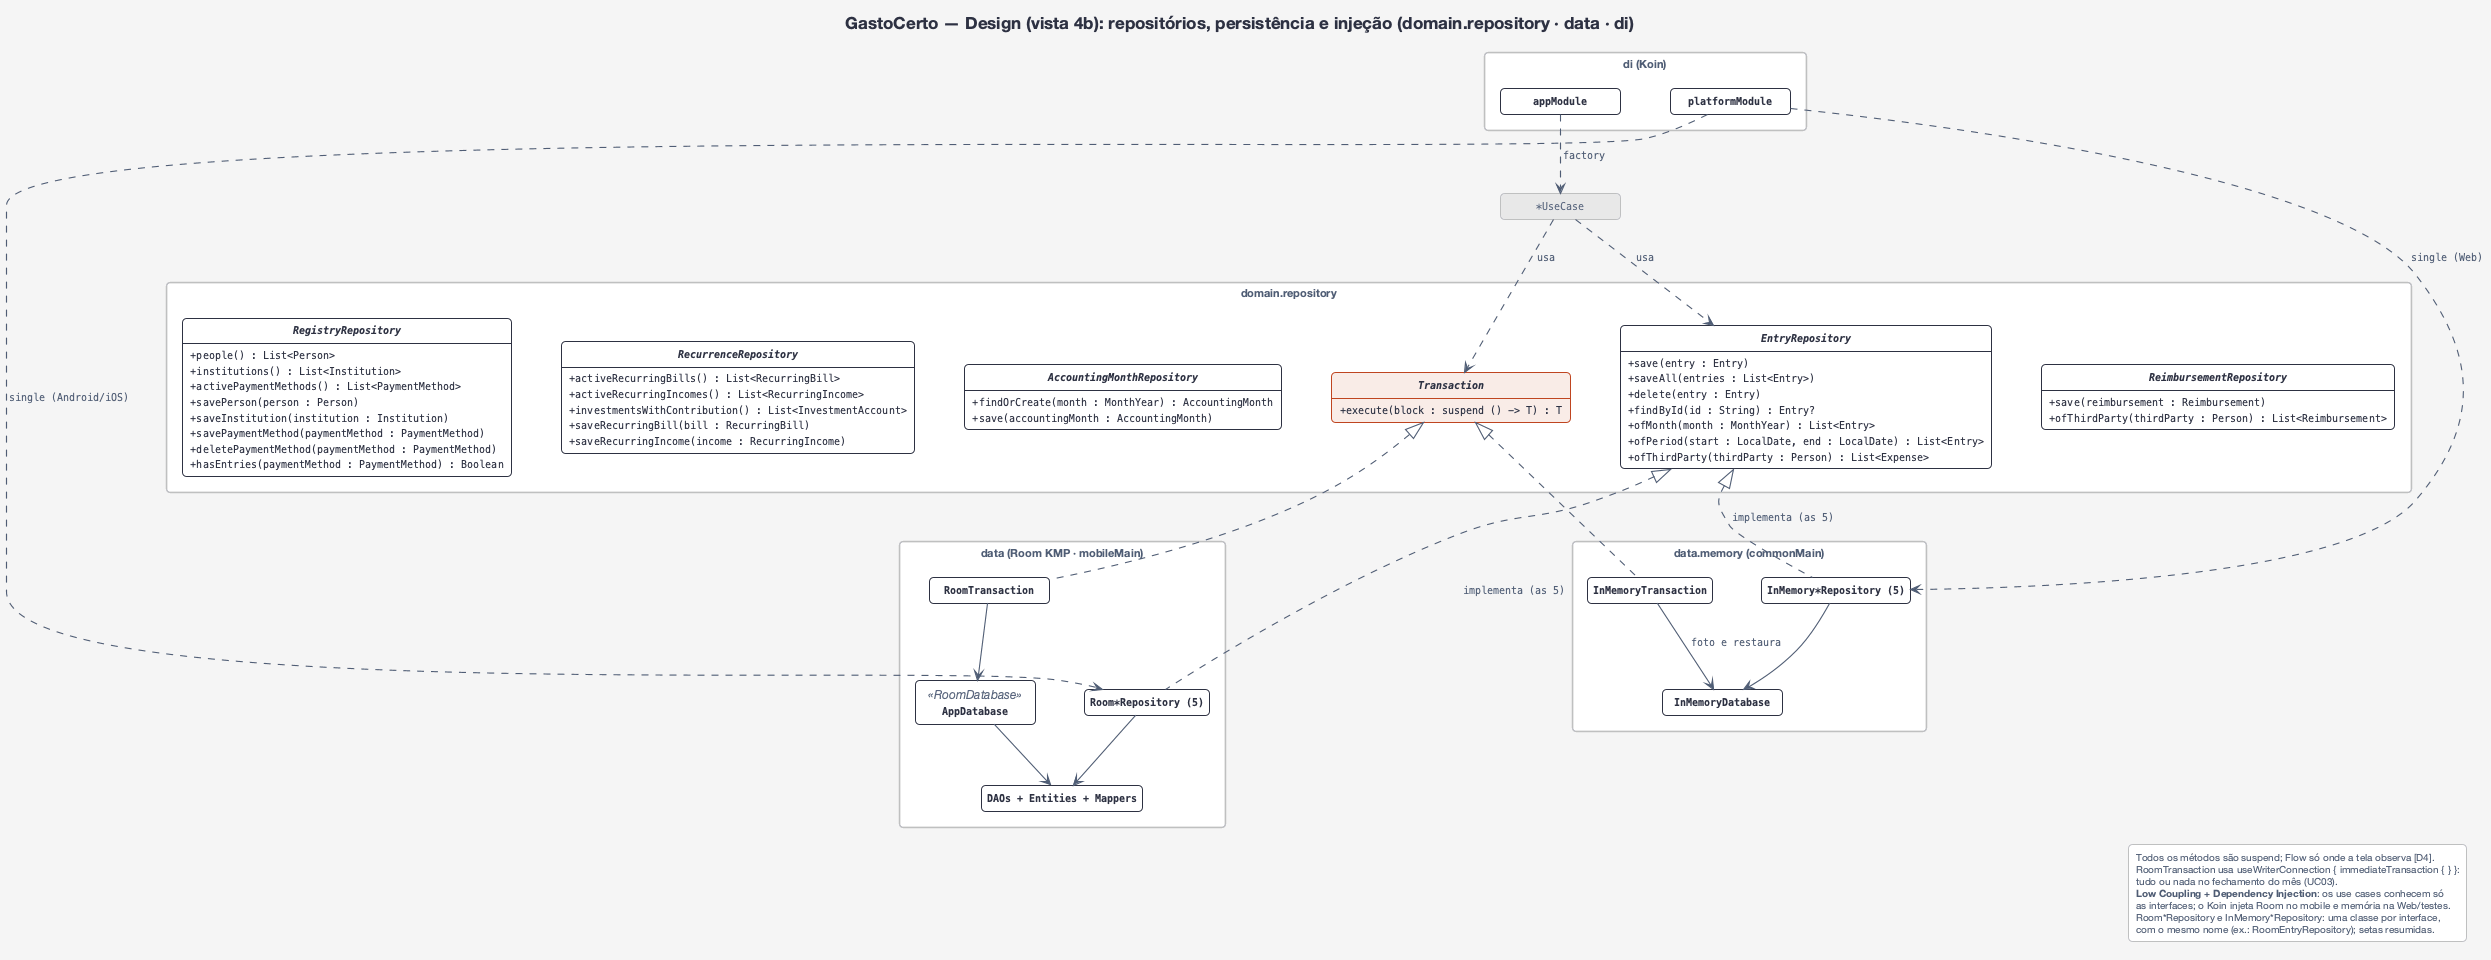 GastoCerto — Design (vista 4b): repositórios, persistência e injeção (domain.repository · data · di)
di (Koin)
appModule
platformModule
factory
*UseCase
usa
usa
single (Web)
single (Android/iOS)
domain.repository
RegistryRepository
+people() : List<Person>
+institutions() : List<Institution>
+activePaymentMethods() : List<PaymentMethod>
+savePerson(person : Person)
+saveInstitution(institution : Institution)
+savePaymentMethod(paymentMethod : PaymentMethod)
+deletePaymentMethod(paymentMethod : PaymentMethod)
+hasEntries(paymentMethod : PaymentMethod) : Boolean
RecurrenceRepository
+activeRecurringBills() : List<RecurringBill>
+activeRecurringIncomes() : List<RecurringIncome>
+investmentsWithContribution() : List<InvestmentAccount>
+saveRecurringBill(bill : RecurringBill)
+saveRecurringIncome(income : RecurringIncome)
AccountingMonthRepository
+findOrCreate(month : MonthYear) : AccountingMonth
+save(accountingMonth : AccountingMonth)
Transaction
+execute(block : suspend () −> T) : T
EntryRepository
+save(entry : Entry)
+saveAll(entries : List<Entry>)
+delete(entry : Entry)
+findById(id : String) : Entry?
+ofMonth(month : MonthYear) : List<Entry>
+ofPeriod(start : LocalDate, end : LocalDate) : List<Entry>
+ofThirdParty(thirdParty : Person) : List<Expense>
ReimbursementRepository
+save(reimbursement : Reimbursement)
+ofThirdParty(thirdParty : Person) : List<Reimbursement>
implementa (as 5)
implementa (as 5)
data (Room KMP · mobileMain)
RoomTransaction
«RoomDatabase»
AppDatabase
Room*Repository (5)
DAOs + Entities + Mappers
data.memory (commonMain)
InMemoryTransaction
InMemory*Repository (5)
foto e restaura
InMemoryDatabase
Todos os métodos são suspend; Flow só onde a tela observa [D4].
RoomTransaction usa useWriterConnection { immediateTransaction { } }:
tudo ou nada no fechamento do mês (UC03).
Low Coupling + Dependency Injection: os use cases conhecem só
as interfaces; o Koin injeta Room no mobile e memória na Web/testes.
Room*Repository e InMemory*Repository: uma classe por interface,
com o mesmo nome (ex.: RoomEntryRepository); setas resumidas.